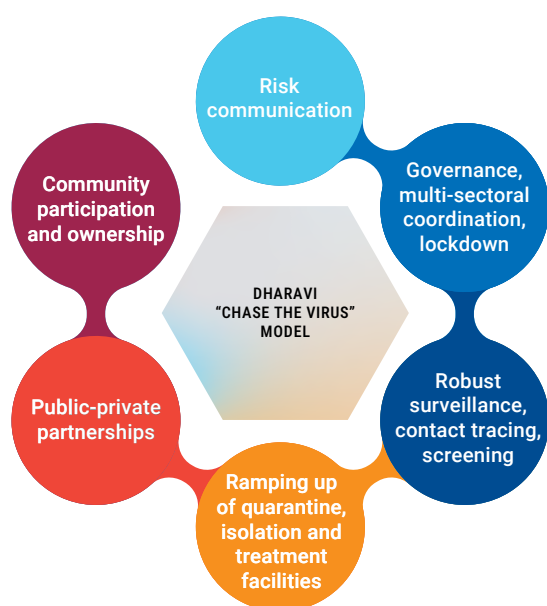 Risk
communication
Governance,
multi-sectoral
coordination,
lockdown
Robust
surveillance,
contact tracing,
screening
Ramping up
of quarantine,
isolation and
treatment
facilities
Public-private
partnerships
Community
participation
and ownership
DHARAVI
“CHASE THE VIRUS”
MODEL